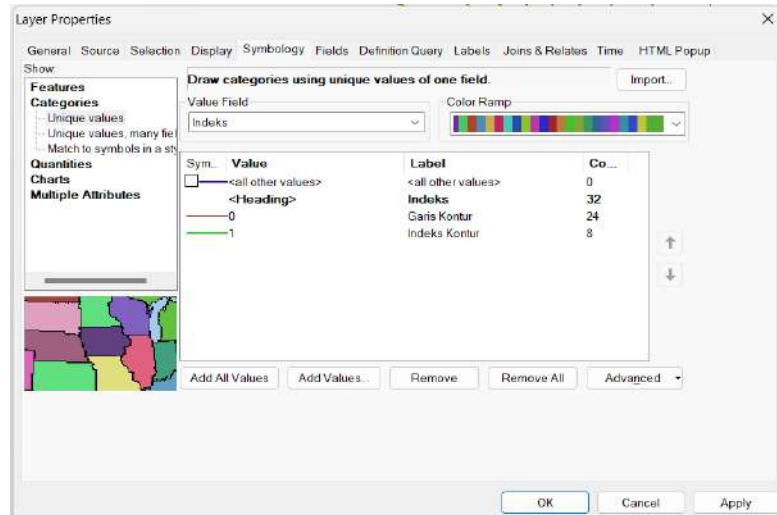 Layer Properties
General Source Selection Display Symbology Fields Definition Query Labels Joins & Relates Time HTML Popup
Show:
Features
Categories
Unique values
Unique values, many fiel
Match to symbols in a sty
Quantities
Charts
Multiple Attributes
Draw categories using unique values of one field.
Import...
Value Field
Indeks
Color Ramp
Sym... Value Label Co...
<all other values> <all other values> 0
<Heading> Indeks 32
0 Garis Kontur 24
1 Indeks Kontur 8
Add All Values Add Values... Remove Remove All Advanced
OK Cancel Apply